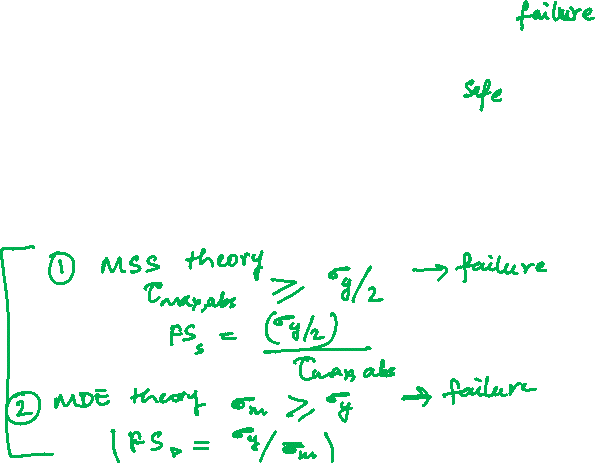 failure
safe
① MSS theory
τmax,abs ≥ σy/2 → failure
FSs = (σy/2) / τmax, abs
② MDE theory σm ≥ σy → failure
(FSD = σy/σm)